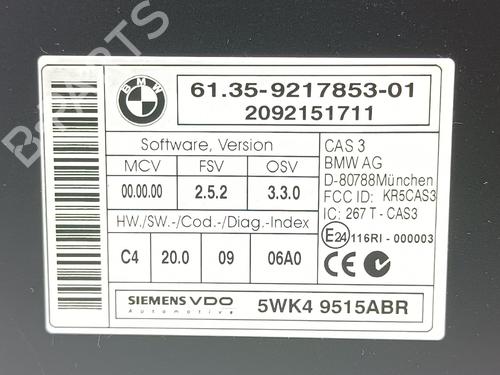 B-PARTS
BMW
61.35-9217853-01
2092151711
Software, Version
MCV FSV OSV
00.00.00 2.5.2 3.3.0
HW./SW.-/Cod.-/Diag.-Index
C4 20.0 09 06A0
CAS 3
BMW AG
D-80788München
FCC ID: KR5CAS3
IC: 267 T - CAS3
E24 116RI - 000003
CE
SIEMENS VDO
Automotive
5WK4 9515ABR